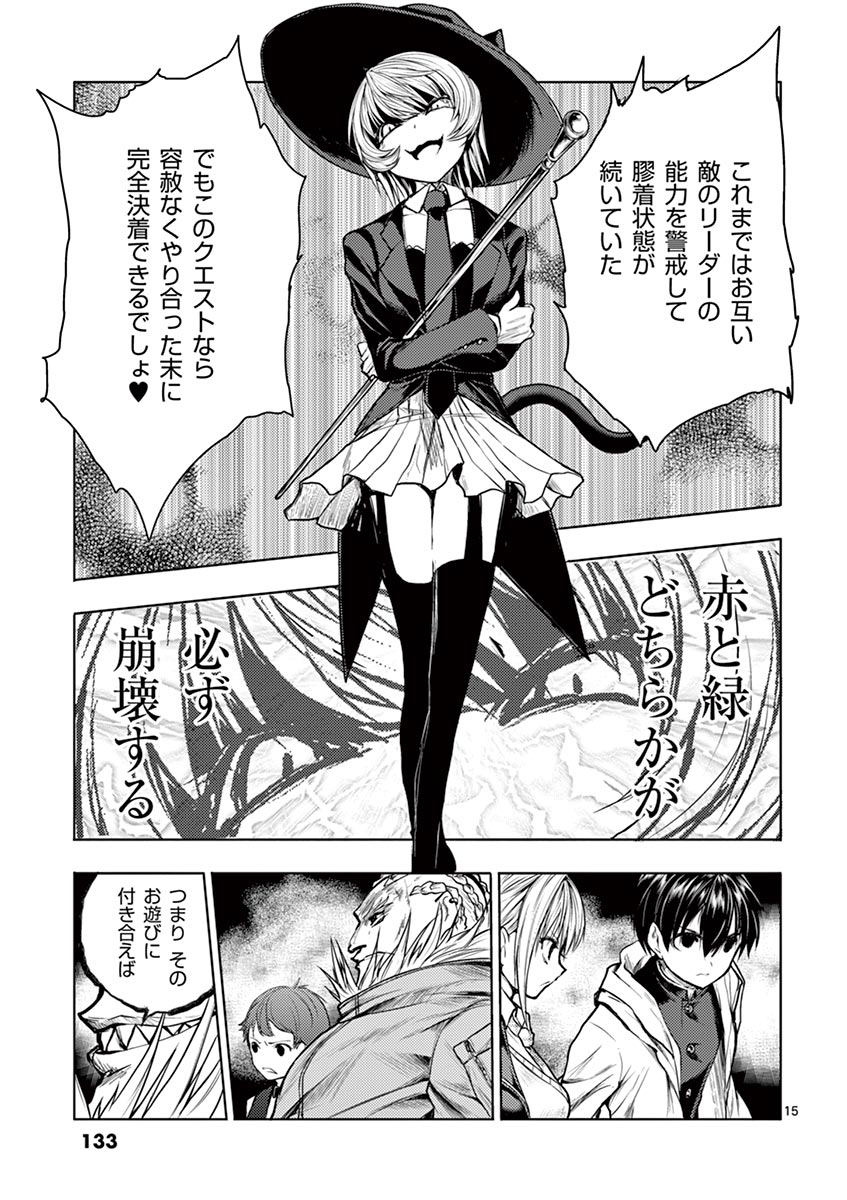 これまではお互い
敵のリーダーの
能力を警戒して
膠着状態が
続いていた
でもこのクエストなら
容赦なくやり合った末に
完全決着できるでしょ♥
赤と緑
どちらかが
必ず
崩壊する
つまり その
お遊びに
付き合えば
15
133